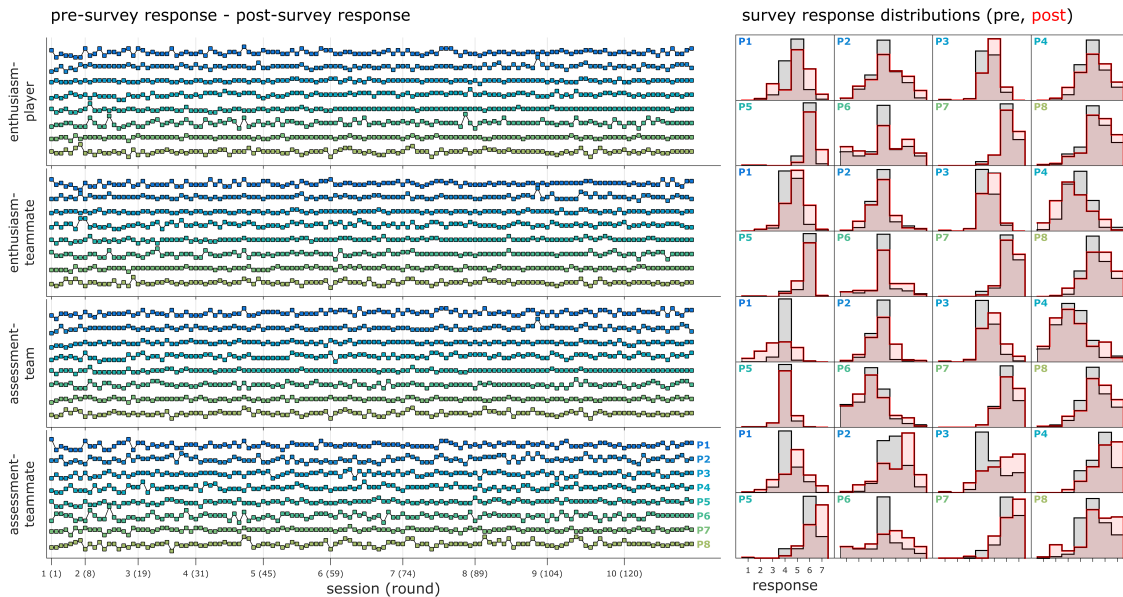 pre-survey response - post-survey response
survey response distributions (pre, post)
enthusiasm-
player
enthusiasm-
teammate
assessment-
team
assessment-
teammate
P1
P2
P3
P4
P5
P6
P7
P8
1 (1) 2 (8) 3 (19) 4 (31) 5 (45) 6 (59) 7 (74) 8 (89) 9 (104) 10 (120)
session (round)
P1 P2 P3 P4
P5 P6 P7 P8
P1 P2 P3 P4
P5 P6 P7 P8
P1 P2 P3 P4
P5 P6 P7 P8
P1 P2 P3 P4
P5 P6 P7 P8
1 2 3 4 5 6 7
response